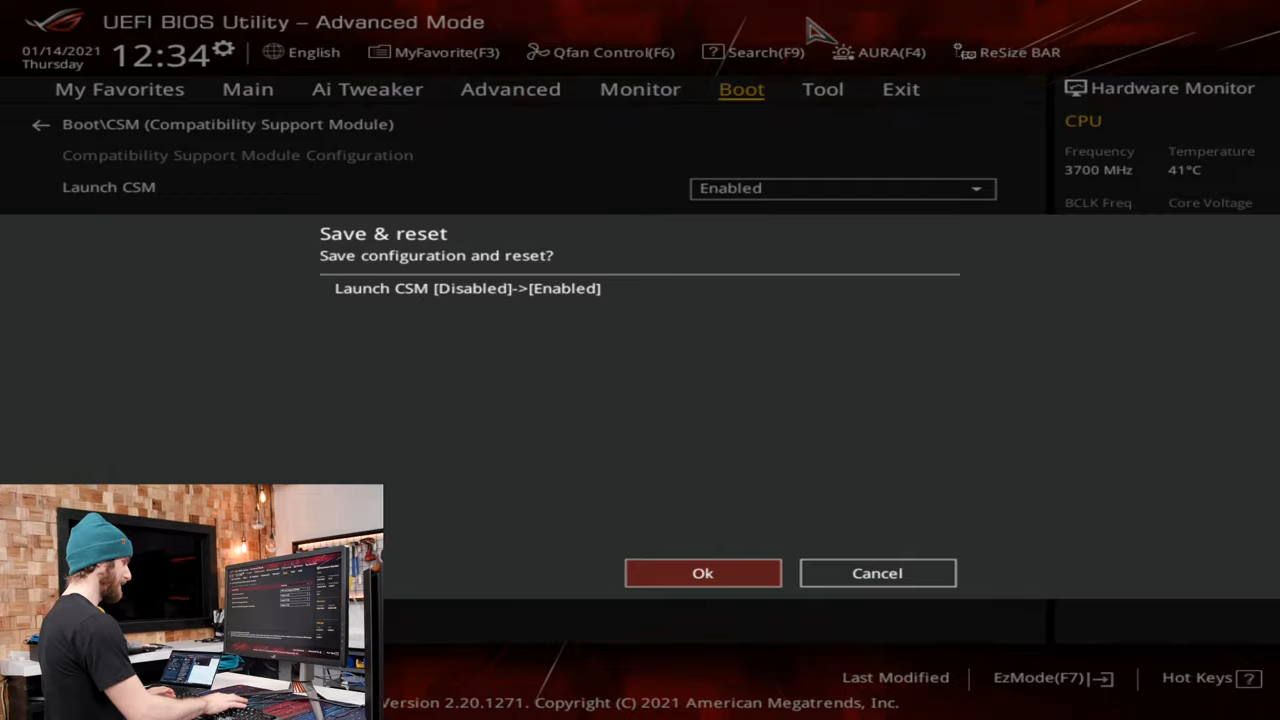 UEFI BIOS Utility – Advanced Mode
01/14/2021
Thursday
12:34
English
MyFavorite(F3)
Qfan Control(F6)
? Search(F9)
AURA(F4)
ReSize BAR
My Favorites
Main
Ai Tweaker
Advanced
Monitor
Boot
Tool
Exit
Hardware Monitor
← Boot\CSM (Compatibility Support Module)
CPU
Compatibility Support Module Configuration
Frequency
Temperature
3700 MHz
41°C
Launch CSM
Enabled
BCLK Freq
Core Voltage
Save & reset
Save configuration and reset?
Launch CSM [Disabled]->[Enabled]
Ok
Cancel
Last Modified
EzMode(F7)
Hot Keys ?
Version 2.20.1271. Copyright (C) 2021 American Megatrends, Inc.